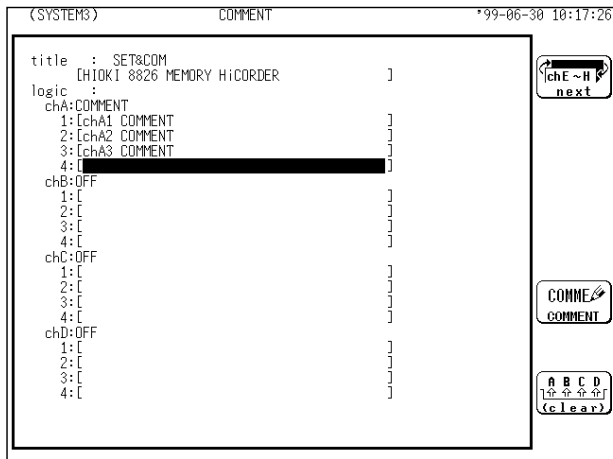 (SYSTEM3) COMMENT '99-06-30 10:17:26
title : SET&COM
[HIOKI 8826 MEMORY HiCORDER ]
logic :
chA:COMMENT
1:[chA1 COMMENT ]
2:[chA2 COMMENT ]
3:[chA3 COMMENT ]
4:[ ]
chB:OFF
1:[ ]
2:[ ]
3:[ ]
4:[ ]
chC:OFF
1:[ ]
2:[ ]
3:[ ]
4:[ ]
chD:OFF
1:[ ]
2:[ ]
3:[ ]
4:[ ]
chE~H
next
COMME
COMMENT
A B C D
(clear)